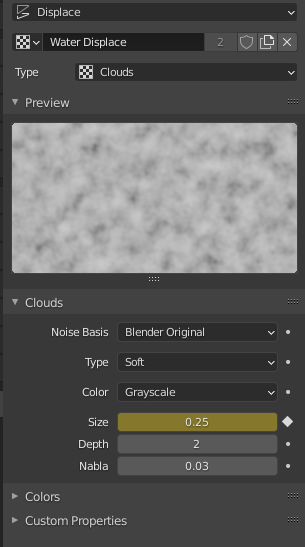 Displace
Water Displace 2
Type Clouds
Preview
Clouds
Noise Basis Blender Original
Type Soft
Color Grayscale
Size 0.25
Depth 2
Nabla 0.03
Colors
Custom Properties